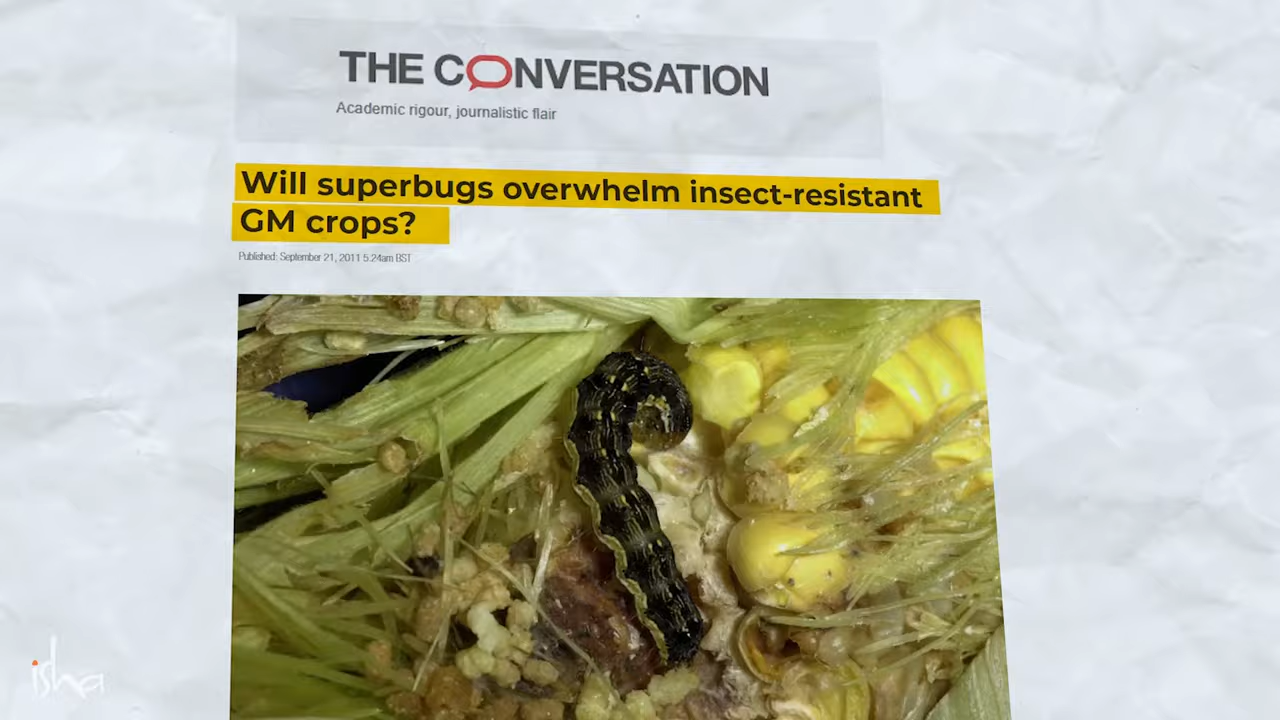 THE CONVERSATION
Academic rigour, journalistic flair
Will superbugs overwhelm insect-resistant
GM crops?
Published: September 21, 2011 5.24am BST
isha